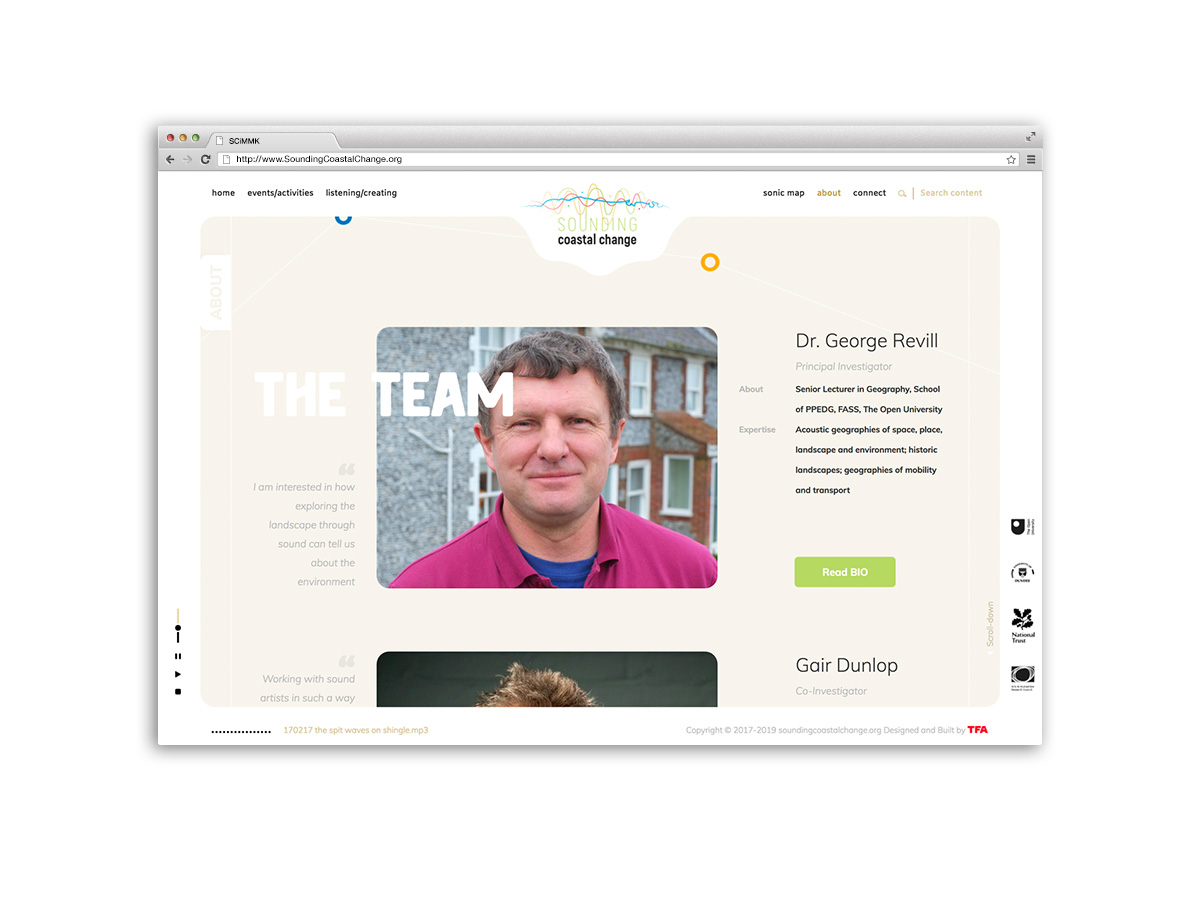 SCiMMK
http://www.SoundingCoastalChange.org
home events/activities listening/creating
SOUNDING
coastal change
sonic map about connect Search content
ABOUT
THE TEAM
I am interested in how
exploring the
landscape through
sound can tell us
about the
environment
Dr. George Revill
Principal Investigator
About Senior Lecturer in Geography, School
of PPEDG, FASS, The Open University
Expertise Acoustic geographies of space, place,
landscape and environment; historic
landscapes; geographies of mobility
and transport
Read BIO
Working with sound
artists in such a way
Gair Dunlop
Co-Investigator
Scroll-down
The Open
University
DUNDEE
National
Trust
170217 the spit waves on shingle.mp3
Copyright © 2017-2019 soundingcoastalchange.org Designed and Built by TFA